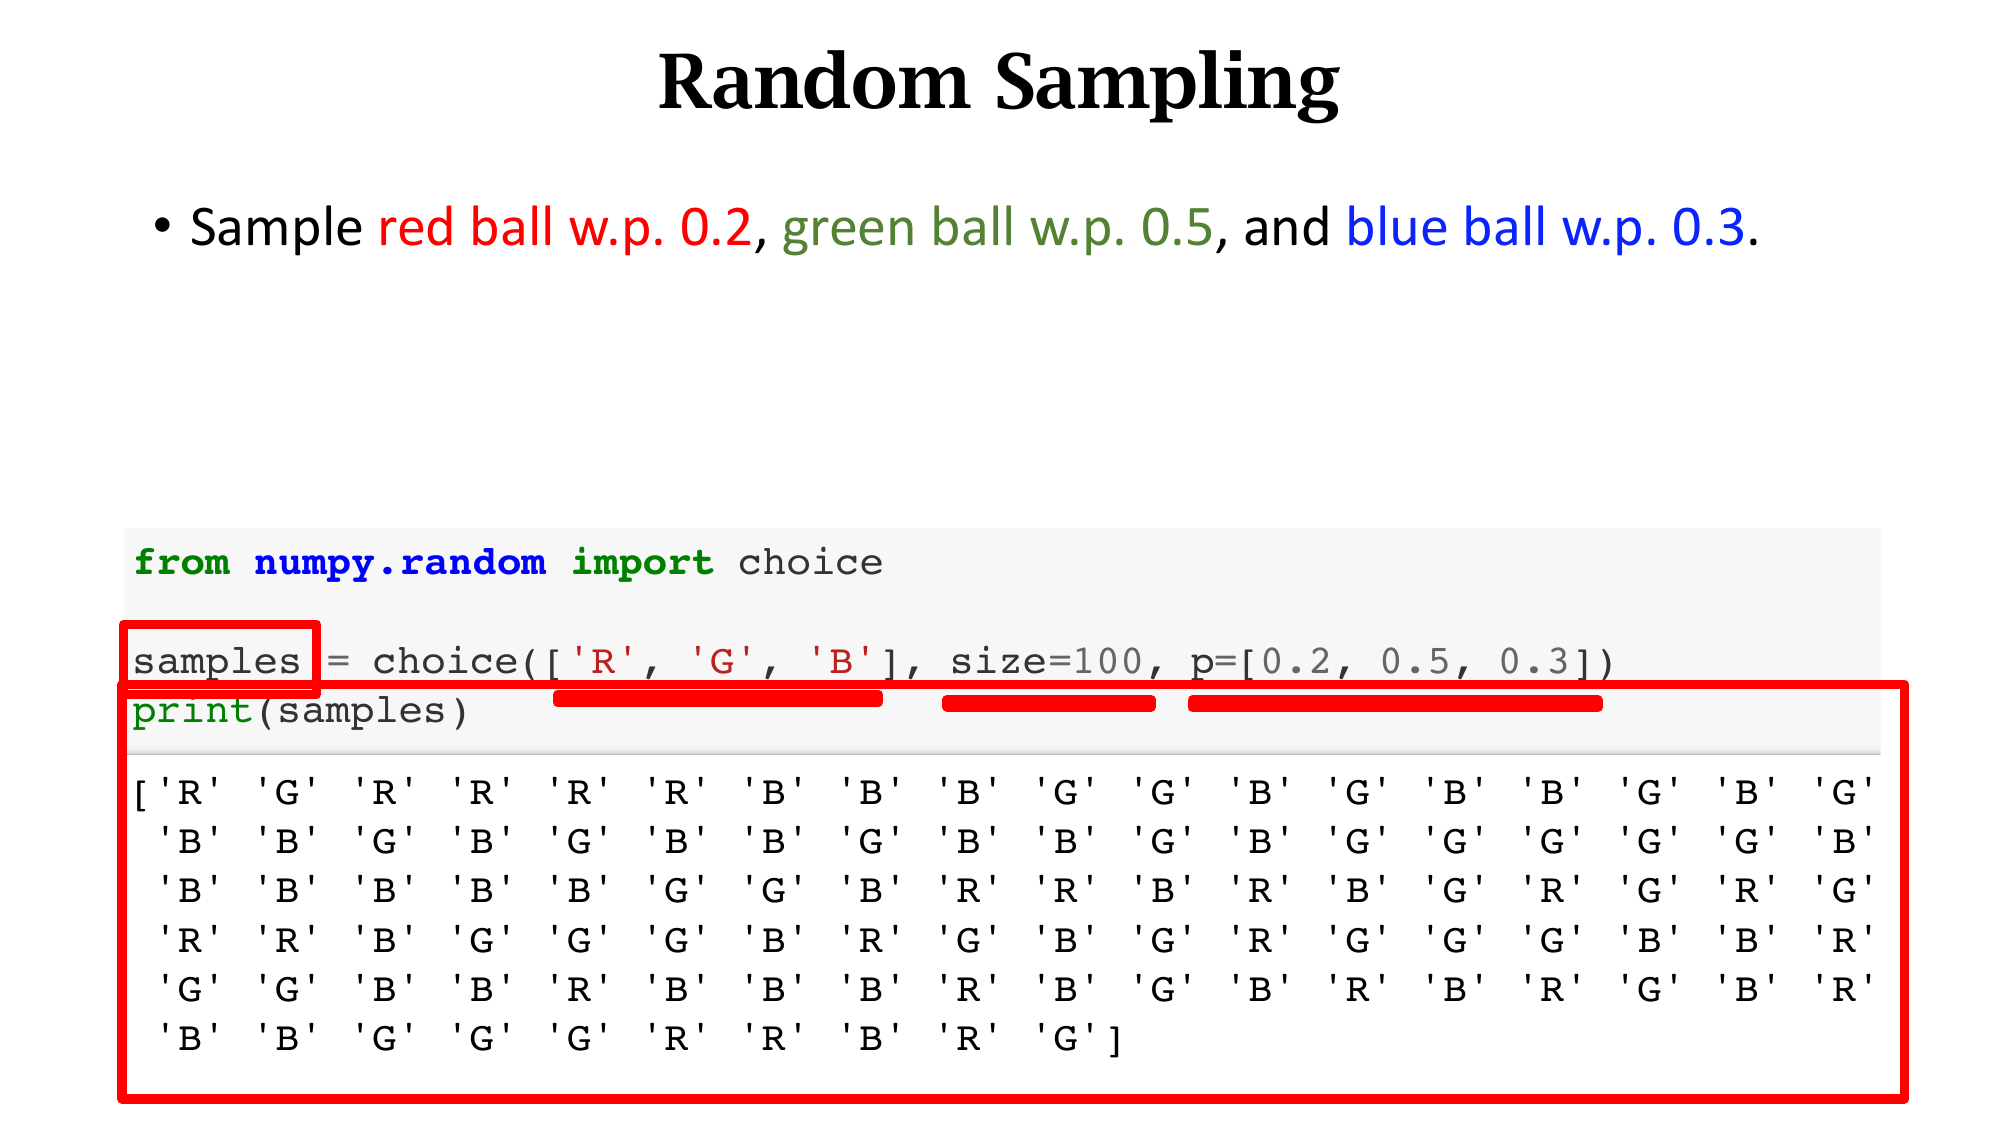 Random Sampling
• Sample red ball w.p. 0.2, green ball w.p. 0.5, and blue ball w.p. 0.3.
from numpy.random import choice
samples = choice(['R', 'G', 'B'], size=100, p=[0.2, 0.5, 0.3])
print(samples)
['R' 'G' 'R' 'R' 'R' 'R' 'B' 'B' 'B' 'G' 'G' 'B' 'G' 'B' 'B' 'G' 'B' 'G'
'B' 'B' 'G' 'B' 'G' 'B' 'B' 'G' 'B' 'B' 'G' 'B' 'G' 'G' 'G' 'G' 'G' 'B'
'B' 'B' 'B' 'B' 'B' 'G' 'G' 'B' 'R' 'R' 'B' 'R' 'B' 'G' 'R' 'G' 'R' 'G'
'R' 'R' 'B' 'G' 'G' 'G' 'B' 'R' 'G' 'B' 'G' 'R' 'G' 'G' 'G' 'B' 'B' 'R'
'G' 'G' 'B' 'B' 'R' 'B' 'B' 'B' 'R' 'B' 'G' 'B' 'R' 'B' 'R' 'G' 'B' 'R'
'B' 'B' 'G' 'G' 'G' 'R' 'R' 'B' 'R' 'G']